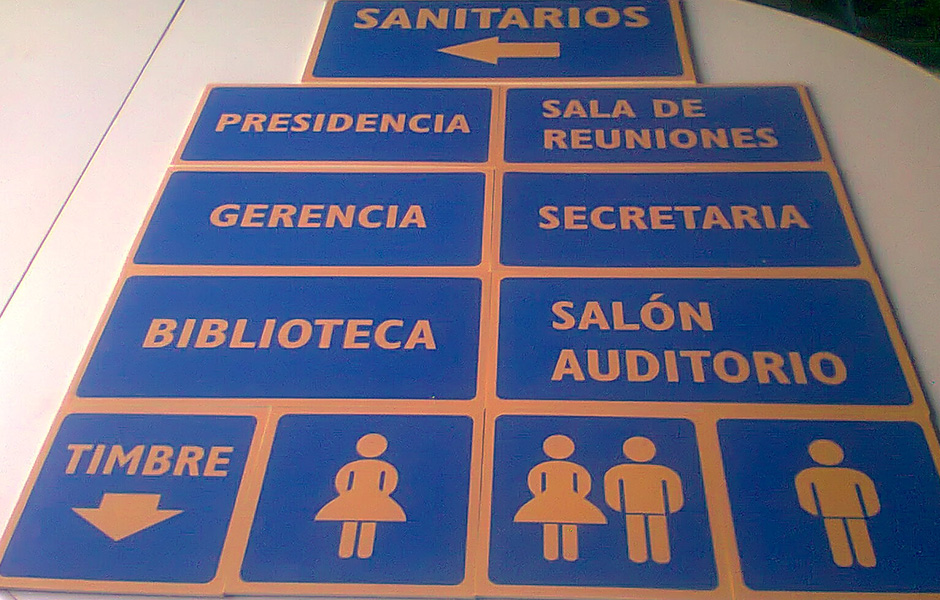 SANITARIOS
PRESIDENCIA
SALA DE
REUNIONES
GERENCIA
SECRETARIA
BIBLIOTECA
SALÓN
AUDITORIO
TIMBRE